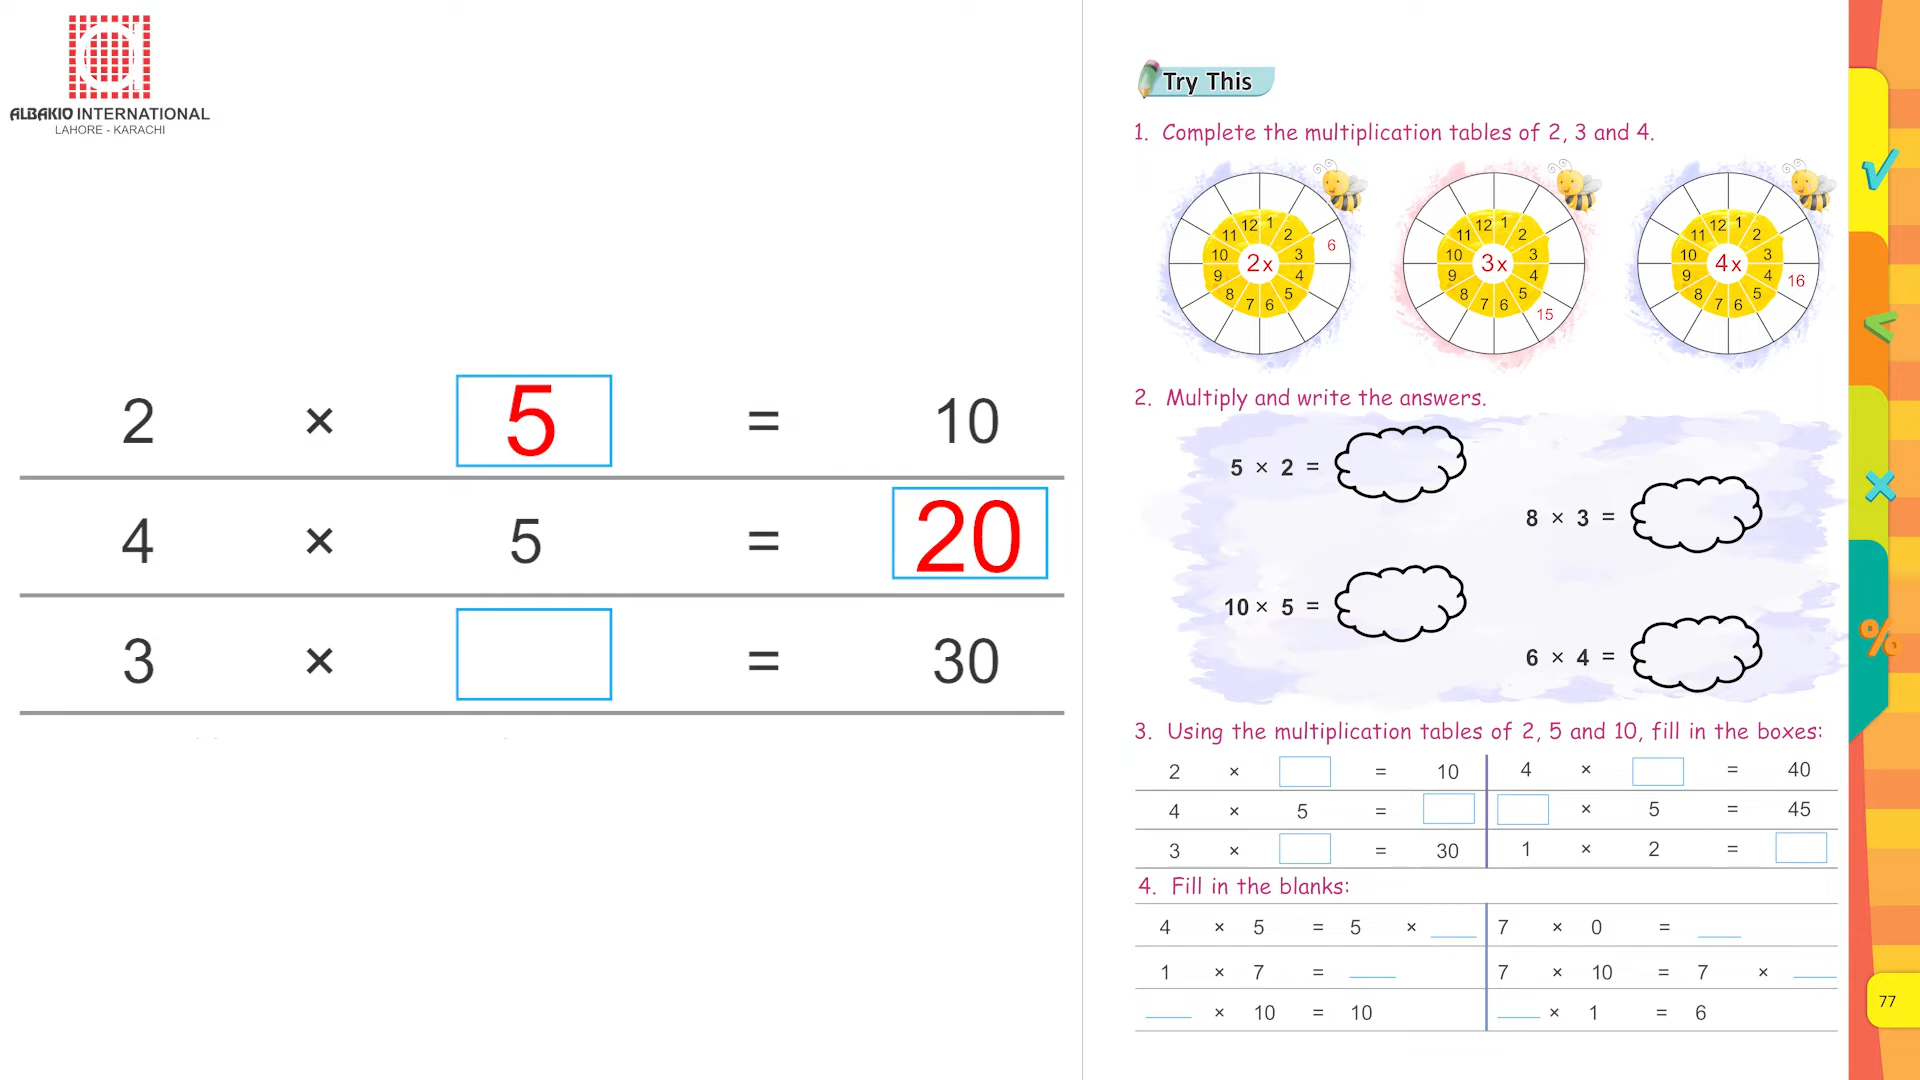 ALBAKIO INTERNATIONAL
LAHORE - KARACHI
2 × 5 = 10
4 × 5 = 20
3 × = 30
Try This
1. Complete the multiplication tables of 2, 3 and 4.
2x 1 2 3 4 5 6 7 8 9 10 11 12 6
3x 1 2 3 4 5 6 7 8 9 10 11 12 15
4x 1 2 3 4 5 6 7 8 9 10 11 12 16
2. Multiply and write the answers.
5 × 2 =
8 × 3 =
10 × 5 =
6 × 4 =
3. Using the multiplication tables of 2, 5 and 10, fill in the boxes:
2 × = 10 4 × = 40
4 × 5 = × 5 = 45
3 × = 30 1 × 2 =
4. Fill in the blanks:
4 × 5 = 5 × ____ 7 × 0 = ____
1 × 7 = ____ 7 × 10 = 7 × ____
____ × 10 = 10 ____ × 1 = 6
77